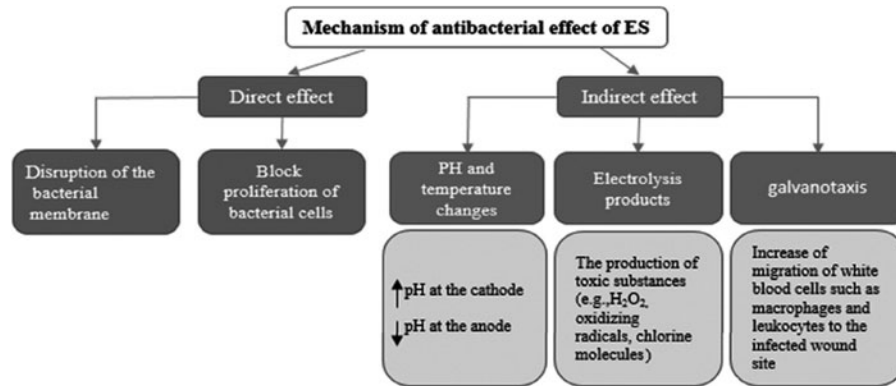 Mechanism of antibacterial effect of ES
Direct effect
Indirect effect
Disruption of the
bacterial
membrane
Block
proliferation of
bacterial cells
PH and
temperature
changes
Electrolysis
products
galvanotaxis
↑ pH at the cathode
↓ pH at the anode
The production of
toxic substances
(e.g.,H₂O₂,
oxidizing
radicals, chlorine
molecules)
Increase of
migration of white
blood cells such as
macrophages and
leukocytes to the
infected wound
site